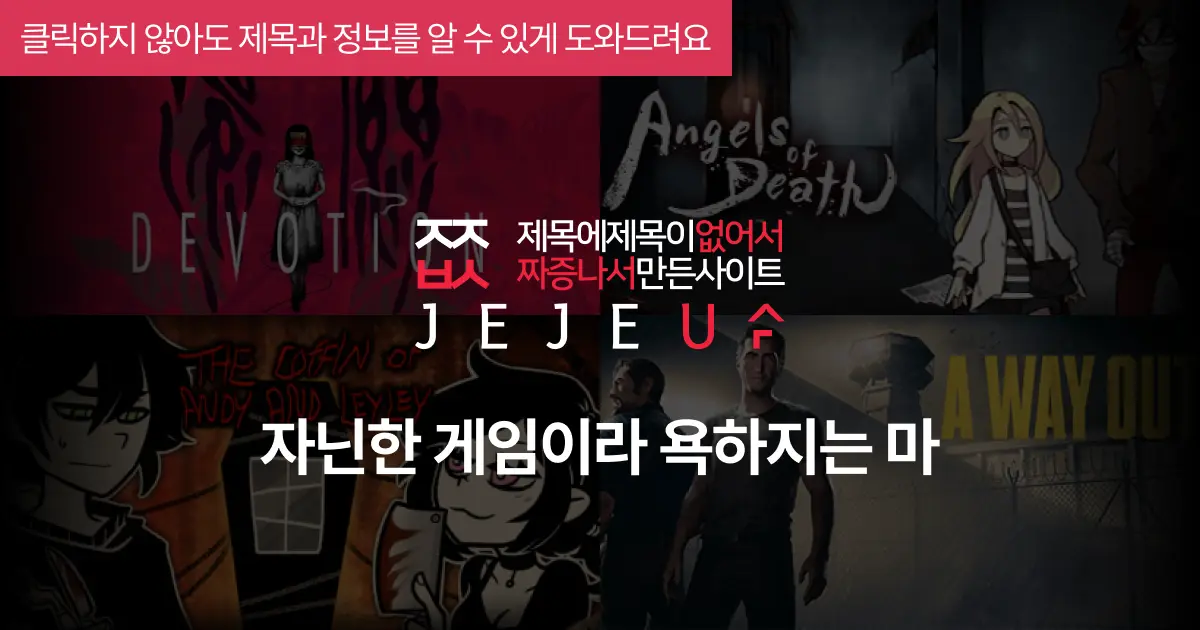 클릭하지 않아도 제목과 정보를 알 수 있게 도와드려요
DEVOTION
Angels of Death
쯦 제목에제목이없어서
짜증나서만든사이트
JEJEU
THE COFFIN OF
ANDY AND LEYLEY
A WAY OUT
자닌한 게임이라 욕하지는 마